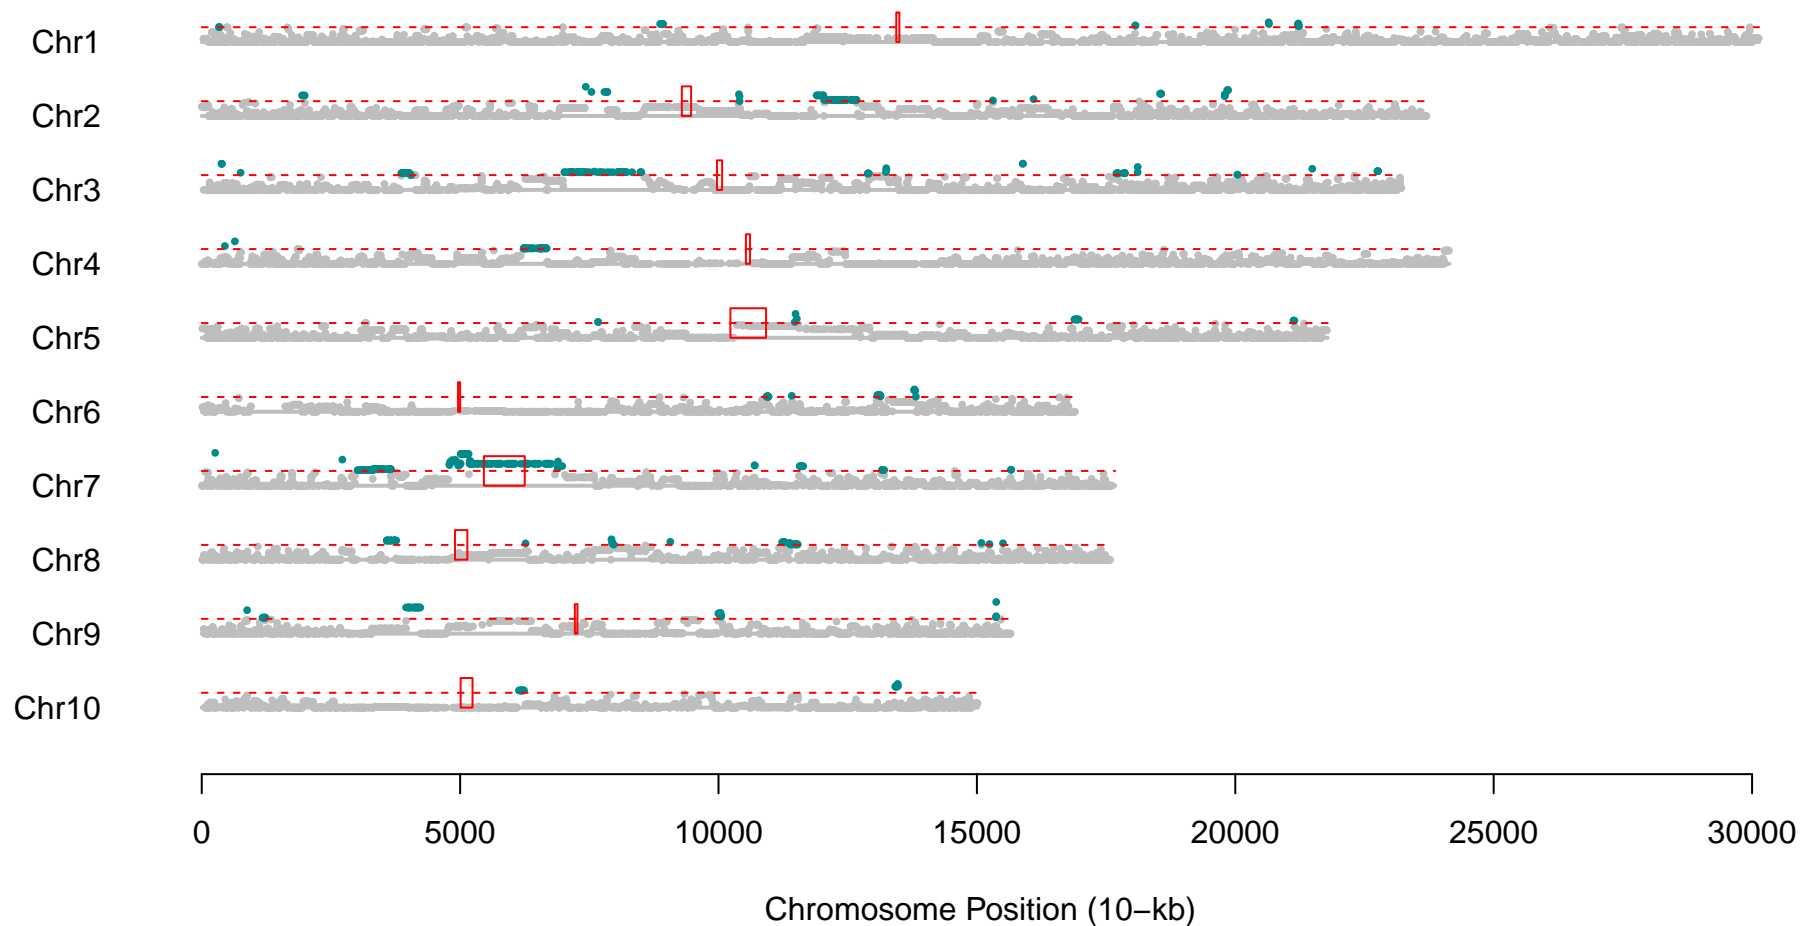 Chr1
Chr2
Chr3
Chr4
Chr5
Chr6
Chr7
Chr8
Chr9
Chr10
0 5000 10000 15000 20000 25000 30000
Chromosome Position (10−kb)